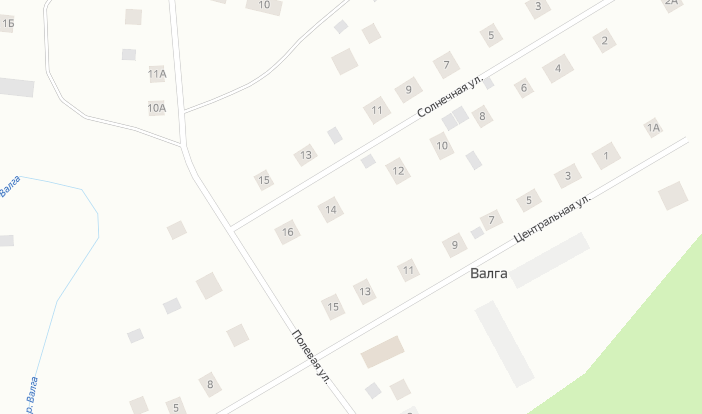 2А
10
3
1Б
5
2
7
4
11А
9
6
Солнечная ул.
10А
11
8
1А
10
13
1
12
3
15
р. Валга
5
14
7
Центральная ул.
16
9
11
Валга
13
15
Полевая ул.
8
р. Валга
5